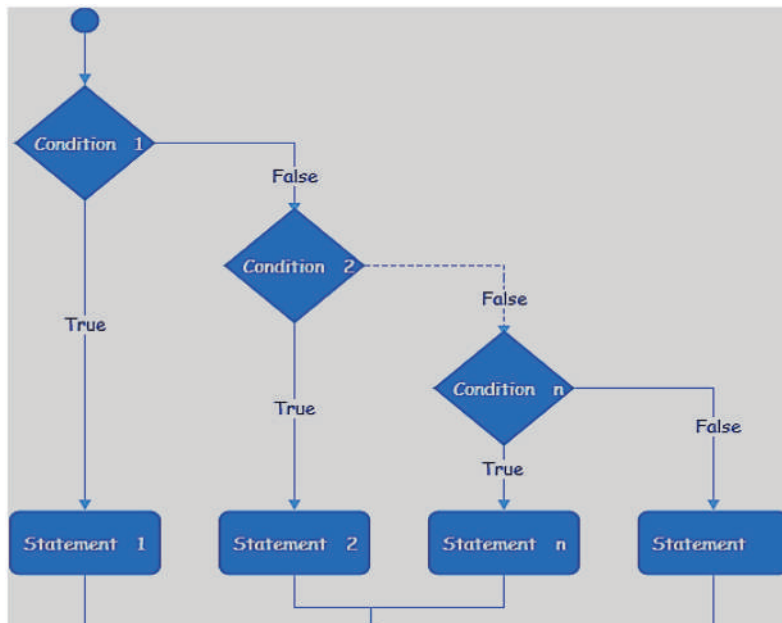 Condition 1
False
Condition 2
False
True
Condition n
True
False
True
Statement 1
Statement 2
Statement n
Statement